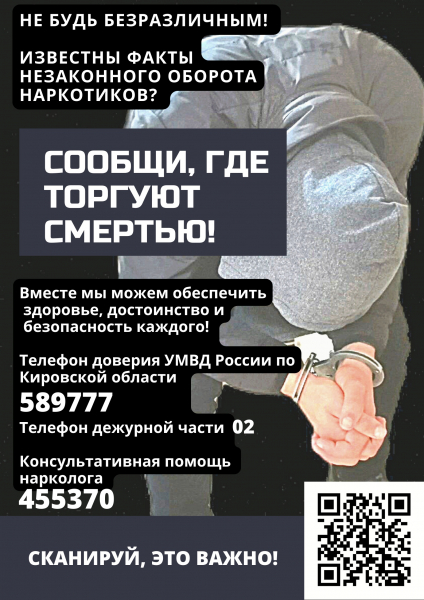 НЕ БУДЬ БЕЗРАЗЛИЧНЫМ!
ИЗВЕСТНЫ ФАКТЫ
НЕЗАКОННОГО ОБОРОТА
НАРКОТИКОВ?
СООБЩИ, ГДЕ
ТОРГУЮТ
СМЕРТЬЮ!
Вместе мы можем обеспечить
здоровье, достоинство и
безопасность каждого!
Телефон доверия УМВД России по
Кировской области
589777
Телефон дежурной части 02
Консультативная помощь
нарколога
455370
СКАНИРУЙ, ЭТО ВАЖНО!